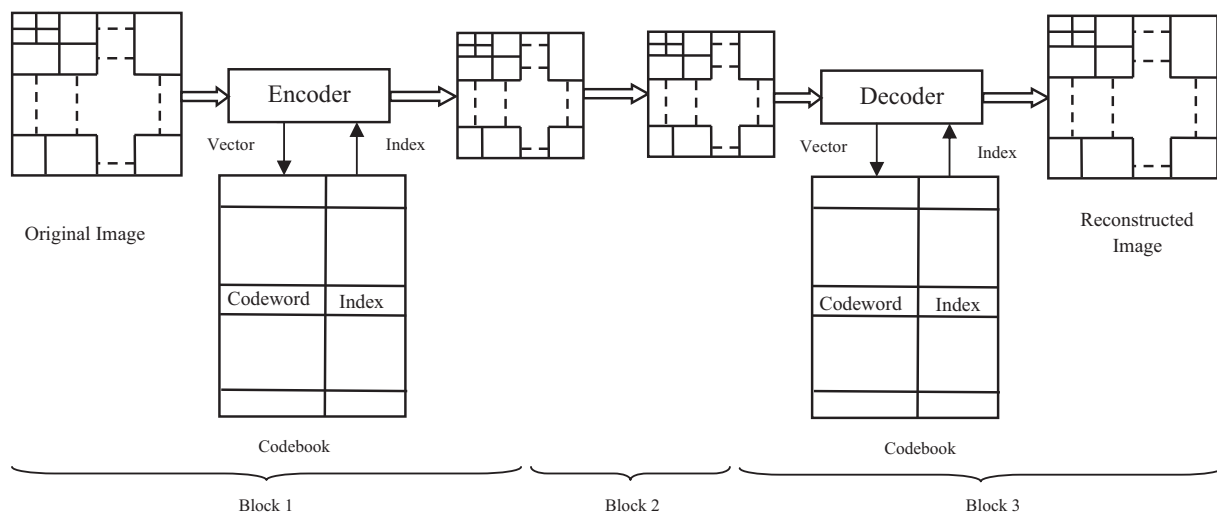 Encoder
Decoder
Vector
Index
Vector
Index
Original Image
Reconstructed
Image
Codeword
Index
Codeword
Index
Codebook
Codebook
Block 1
Block 2
Block 3